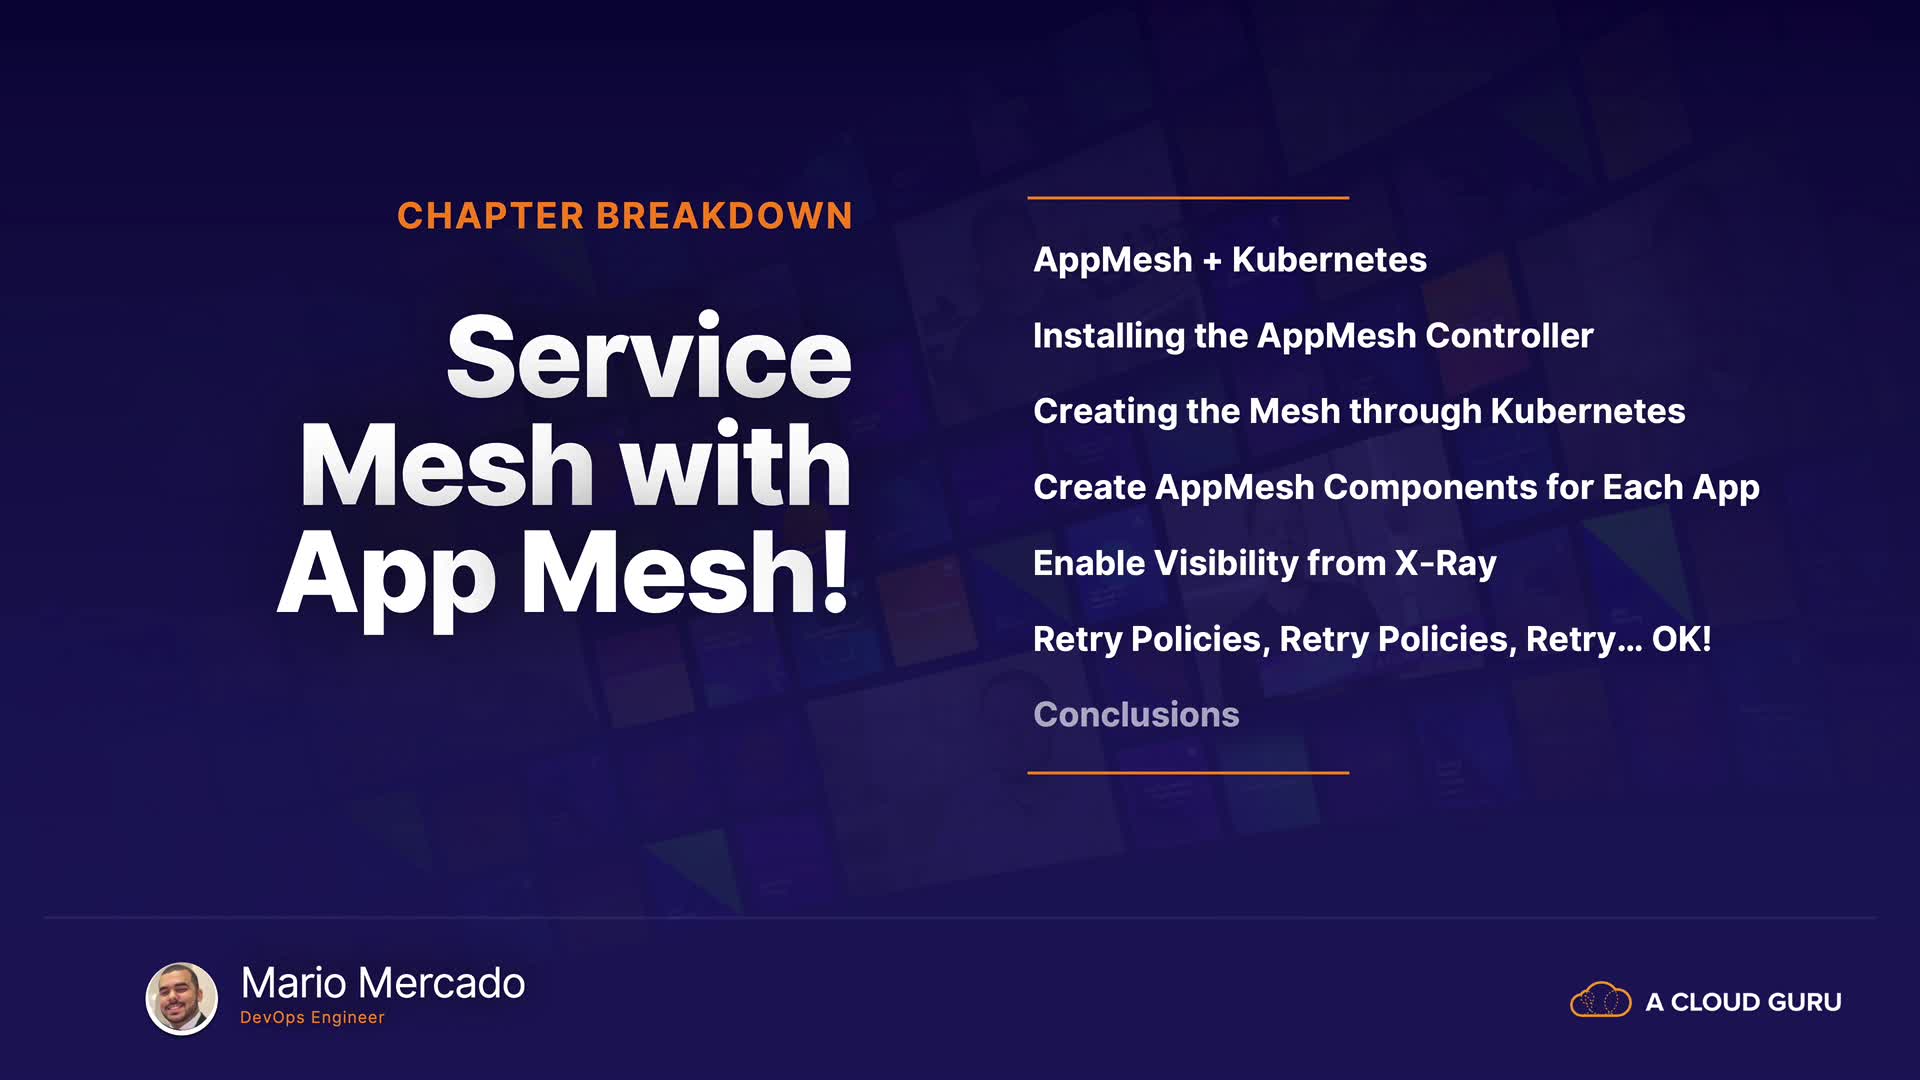 CHAPTER BREAKDOWN
Service
Mesh with
App Mesh!
AppMesh + Kubernetes
Installing the AppMesh Controller
Creating the Mesh through Kubernetes
Create AppMesh Components for Each App
Enable Visibility from X-Ray
Retry Policies, Retry Policies, Retry... OK!
Conclusions
Mario Mercado
DevOps Engineer
A CLOUD GURU